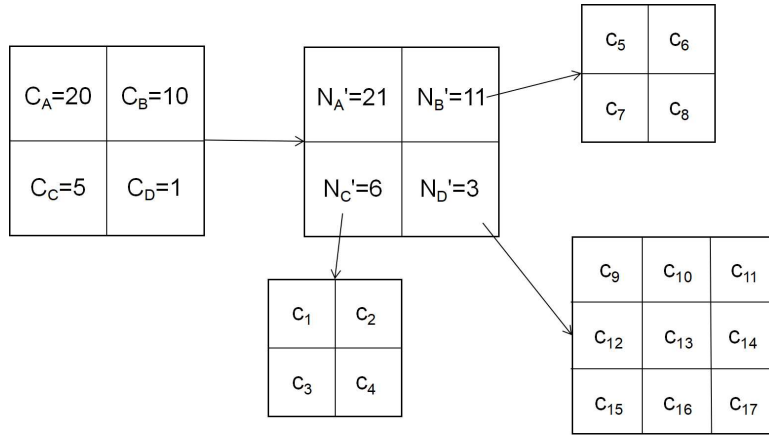 C_A=20 C_B=10
C_C=5 C_D=1
N_A'=21 N_B'=11
N_C'=6 N_D'=3
C_5 C_6
C_7 C_8
C_1 C_2
C_3 C_4
C_9 C_10 C_11
C_12 C_13 C_14
C_15 C_16 C_17